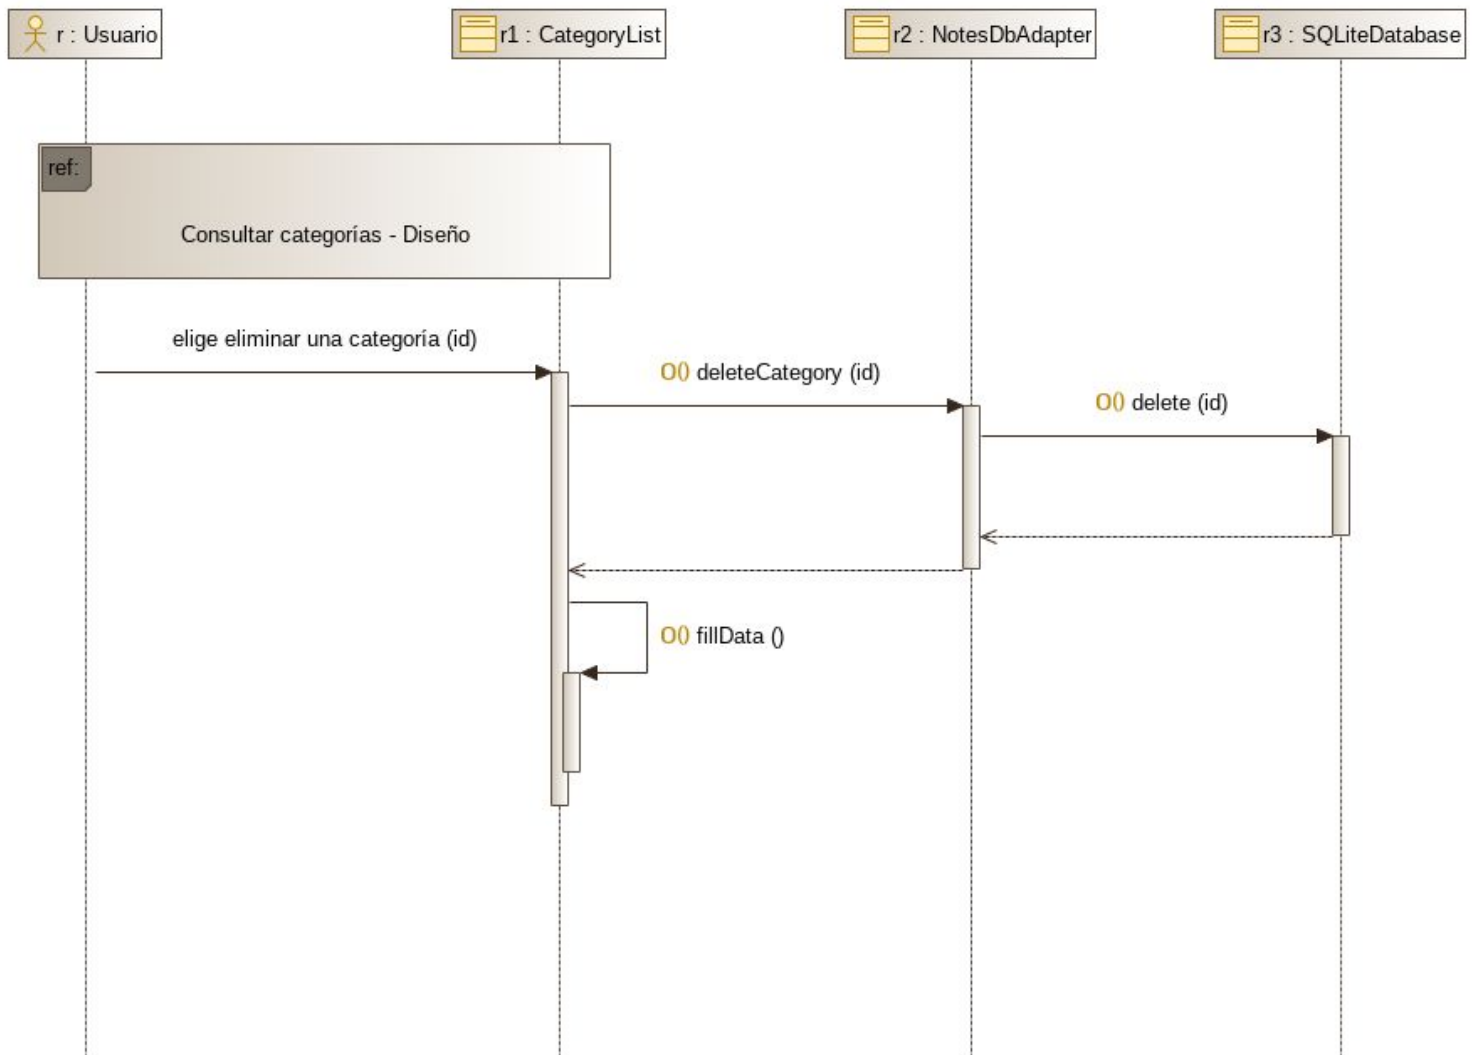 r : Usuario
r1 : CategoryList
r2 : NotesDbAdapter
r3 : SQLiteDatabase
ref:
Consultar categorías - Diseño
elige eliminar una categoría (id)
O() deleteCategory (id)
O() delete (id)
O() fillData ()